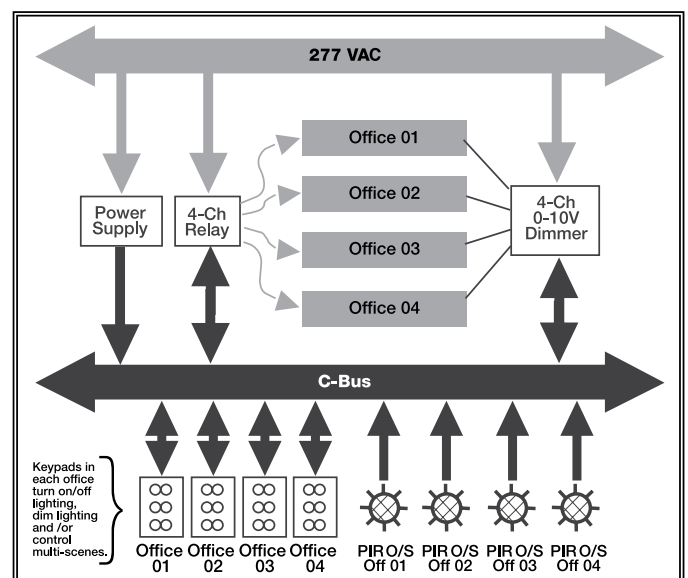 277 VAC
Office 01
Office 02
Office 03
Office 04
Power
Supply
4-Ch
Relay
4-Ch
0-10V
Dimmer
C-Bus
Keypads in
each office
turn on/off
lighting,
dim lighting
and /or
control
multi-scenes.
Office
01
Office
02
Office
03
Office
04
PIR O/S
Off 01
PIR O/S
Off 02
PIR O/S
Off 03
PIR O/S
Off 04